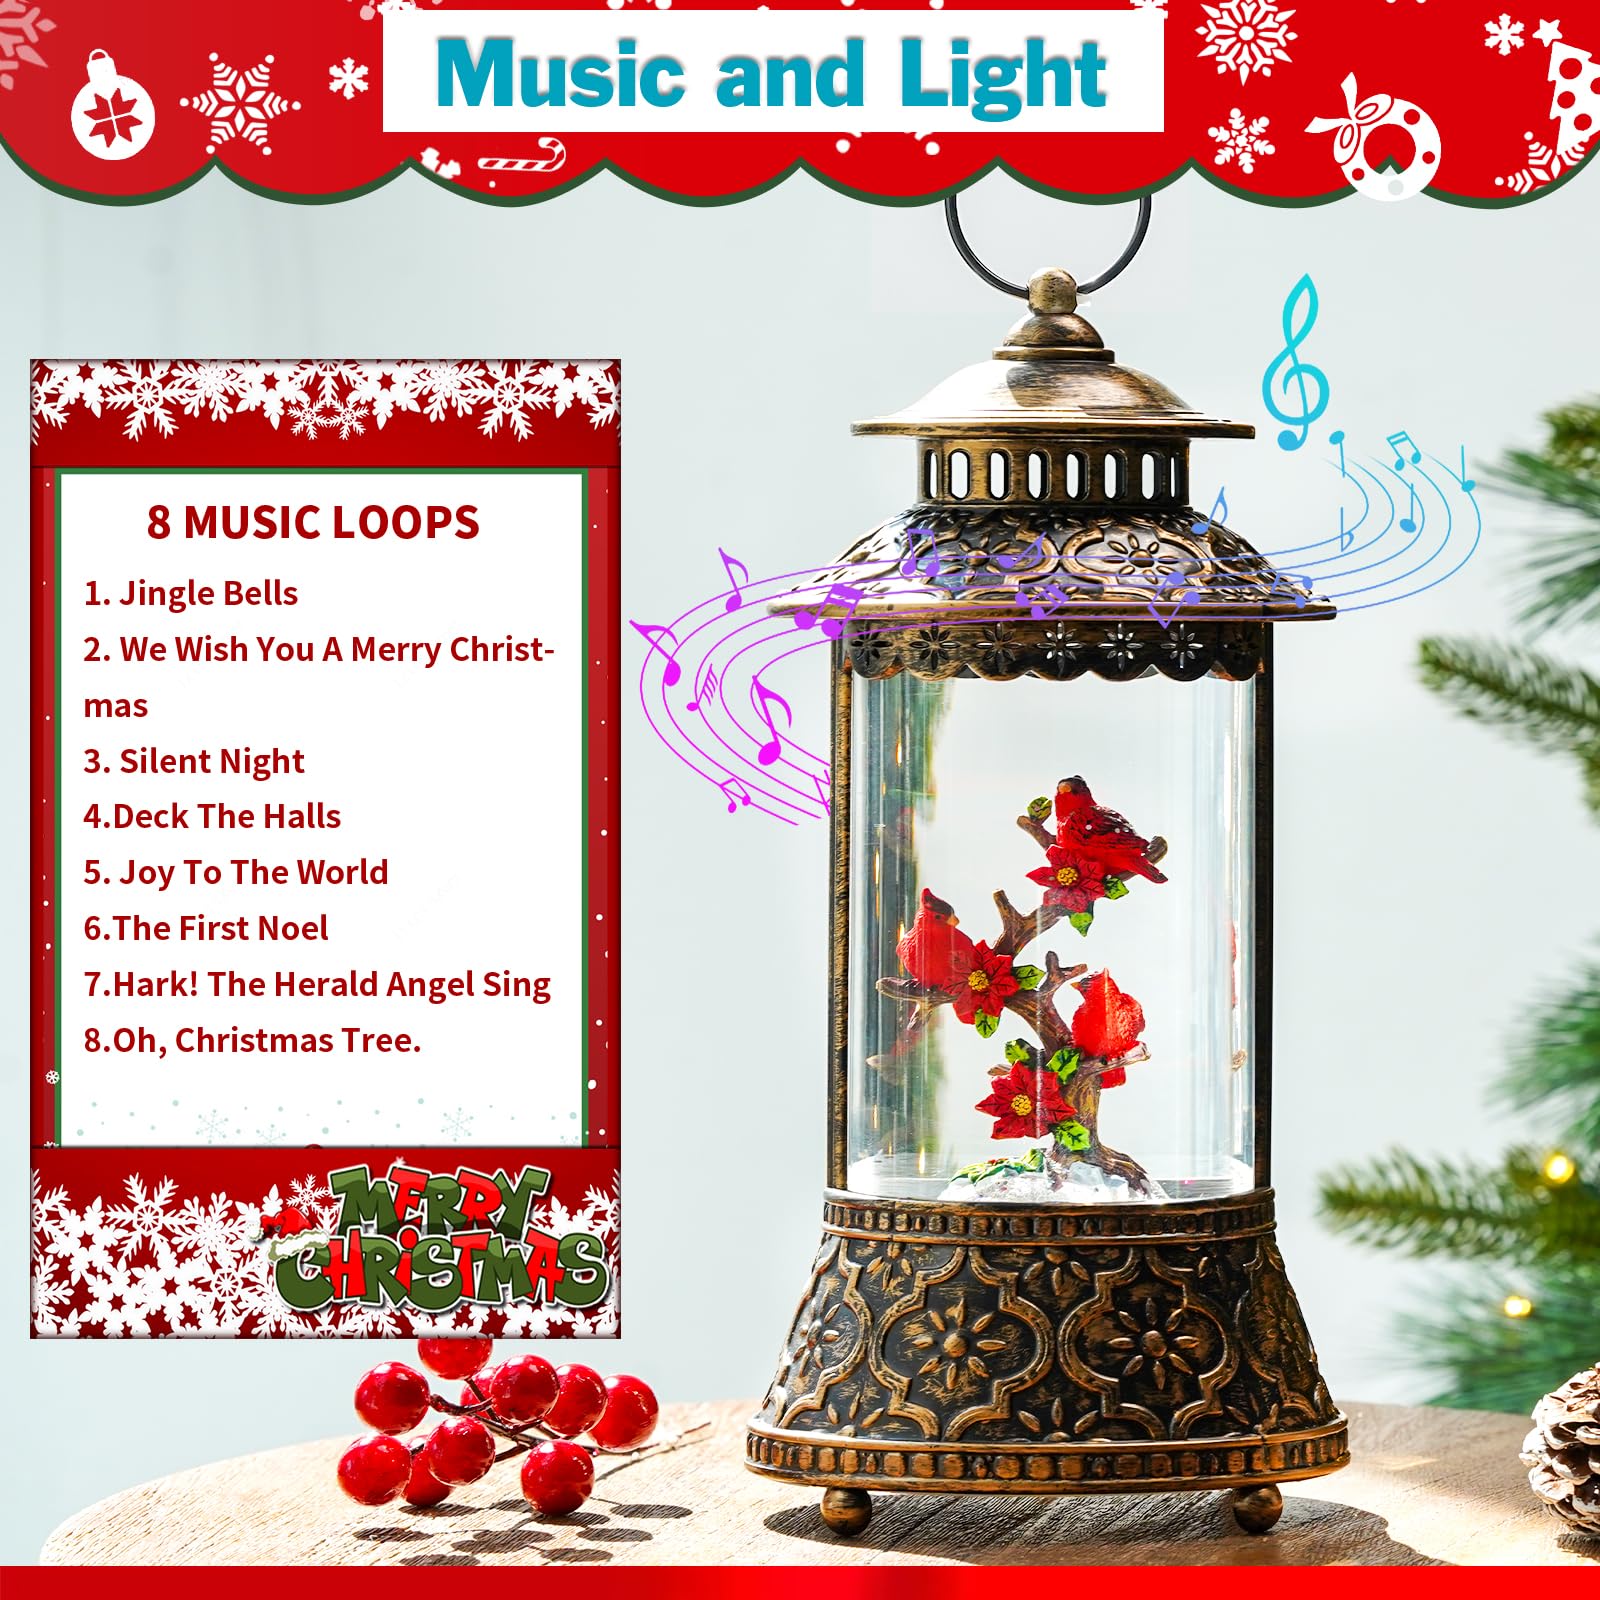 Music and Light
8 MUSIC LOOPS
1. Jingle Bells
2. We Wish You A Merry Christ-
mas
3. Silent Night
4.Deck The Halls
5. Joy To The World
6.The First Noel
7.Hark! The Herald Angel Sing
8.Oh, Christmas Tree.
MERRY
CHRISTMAS